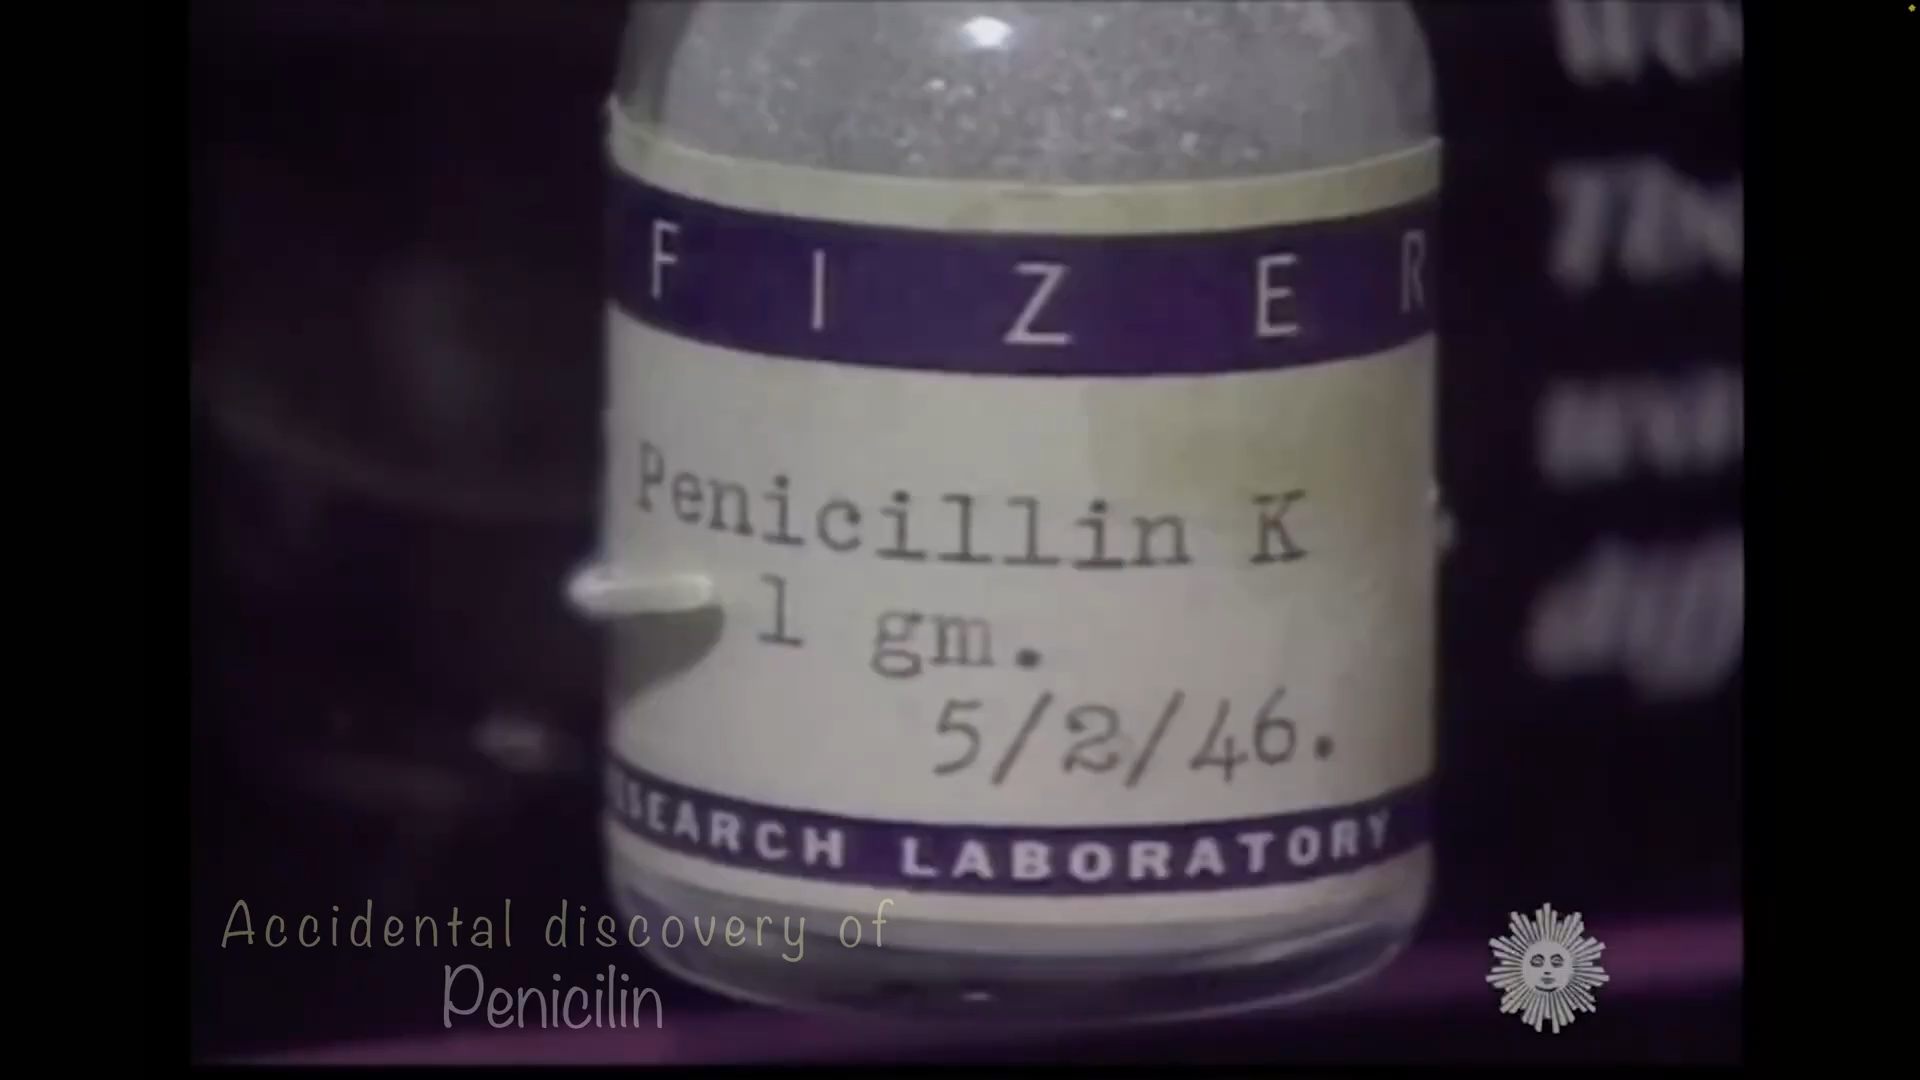 FIZER
Penicillin K
1 gm.
5/2/46.
ESEARCH LABORATORY
Accidental discovery of
Penicilin